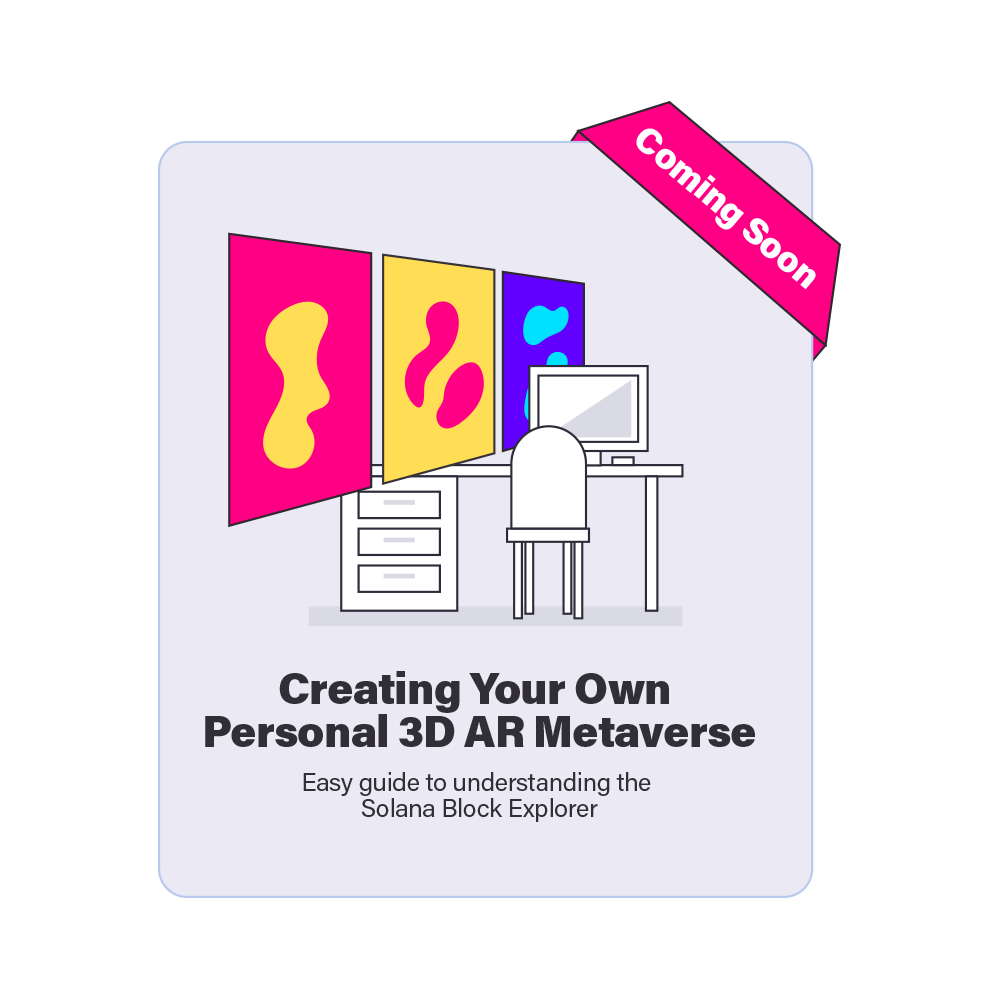 Coming Soon
Creating Your Own
Personal 3D AR Metaverse
Easy guide to understanding the
Solana Block Explorer